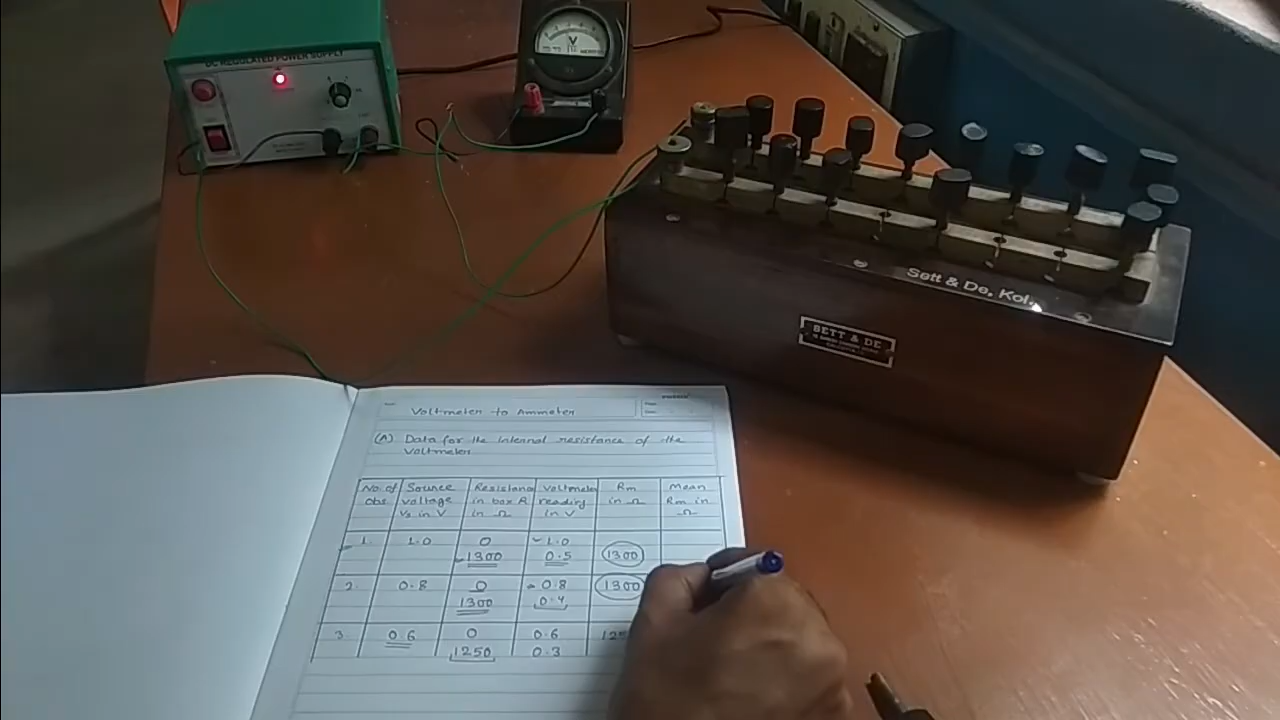 DC REGULATED POWER SUPPLY
V
Sett & De, Kol.
SETT & DE
Voltmeter to Ammeter
(A) Data for the internal resistance of the
voltmeter
No. of obs
Source voltage Vs in V
Resistance in box R in Ω
Voltmeter reading in V
Rm in Ω
Mean Rm in Ω
1. 1.0 0 1.0
1300 0.5 1300
2. 0.8 0 0.8 1300
1300 0.4
3. 0.6 0 0.6
1250 0.3